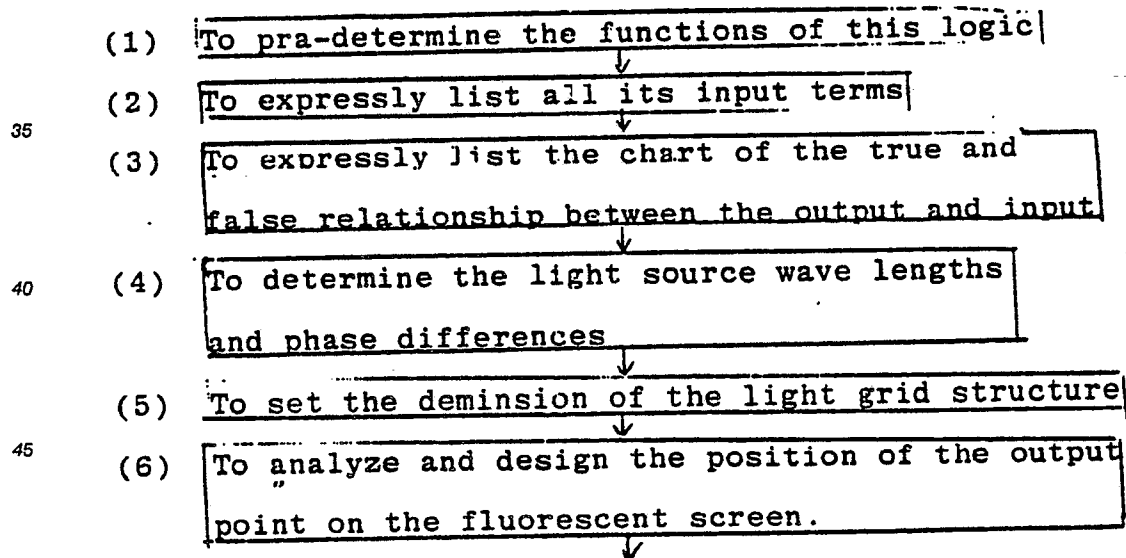 (1) To pra-determine the functions of this logic
(2) To expressly list all its input terms
35
(3) To expressly list the chart of the true and
false relationship between the output and input
40
(4) To determine the light source wave lengths
and phase differences
(5) To set the deminsion of the light grid structure
45
(6) To analyze and design the position of the output
point on the fluorescent screen.